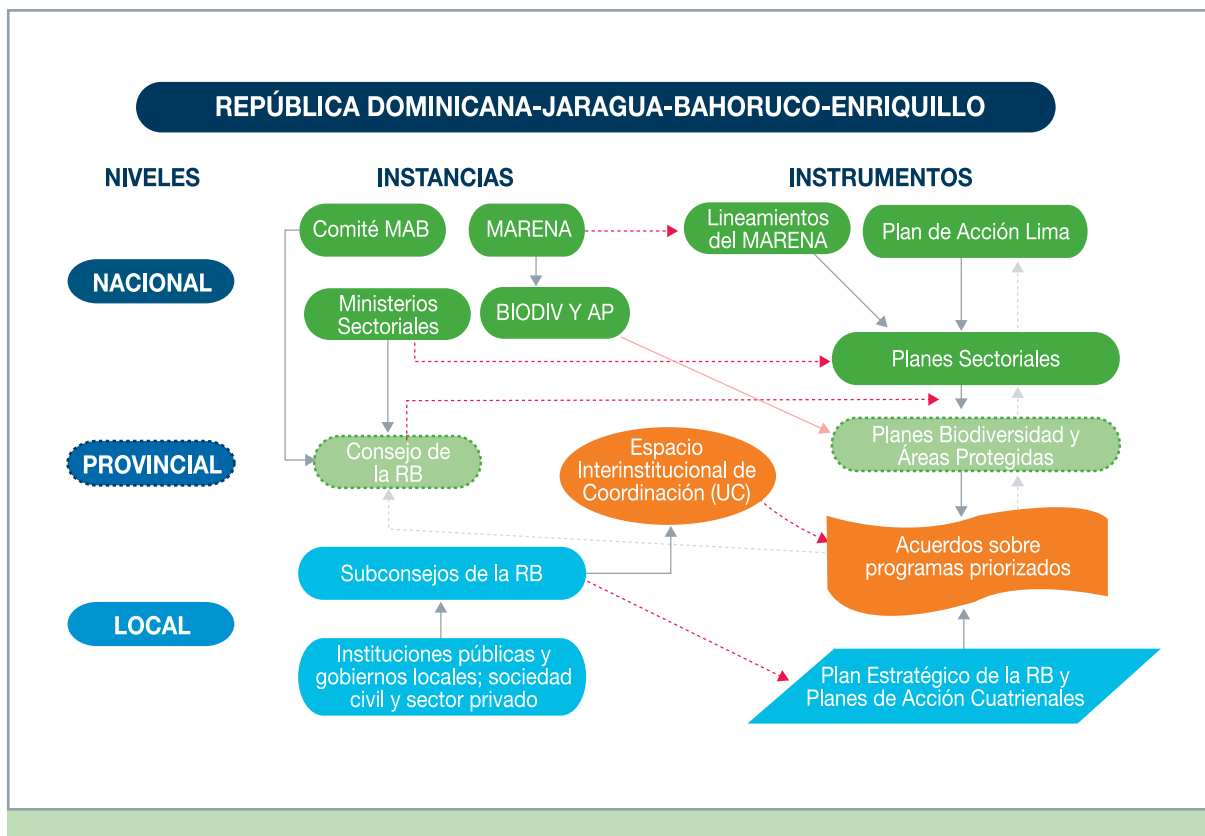 REPÚBLICA DOMINICANA-JARAGUA-BAHORUCO-ENRIQUILLO
NIVELES
INSTANCIAS
INSTRUMENTOS
NACIONAL
Comité MAB
MARENA
Lineamientos
del MARENA
Plan de Acción Lima
Ministerios
Sectoriales
BIODIV Y AP
Planes Sectoriales
PROVINCIAL
Consejo de
la RB
Espacio
Interinstitucional de
Coordinación (UC)
Planes Biodiversidad y
Áreas Protegidas
Acuerdos sobre
programas priorizados
LOCAL
Subconsejos de la RB
Instituciones públicas y
gobiernos locales; sociedad
civil y sector privado
Plan Estratégico de la RB y
Planes de Acción Cuatrienales